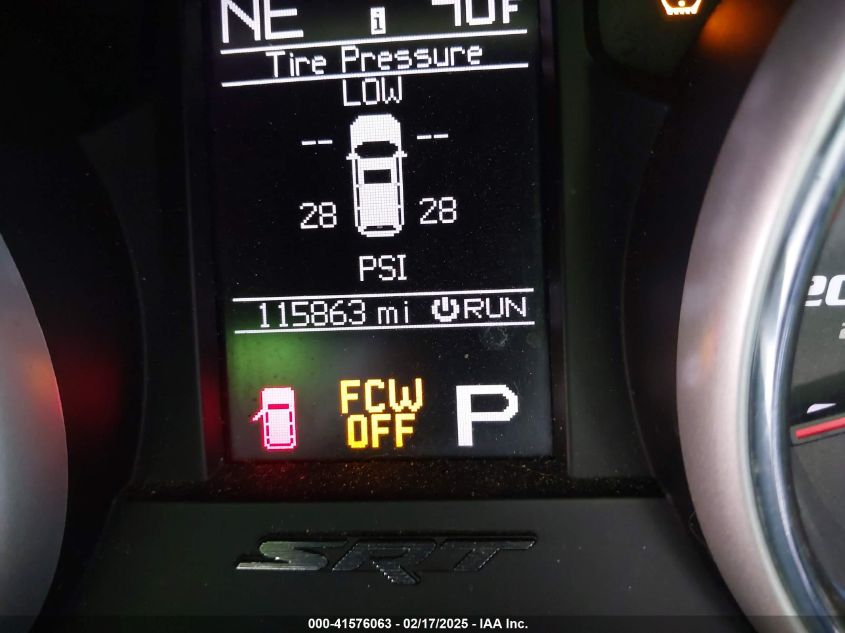 NE i 40F
Tire Pressure
LOW
-- --
28 28
PSI
115863 mi RUN
FCW
OFF P
SRT
000-41576063 - 02/17/2025 - IAA Inc.